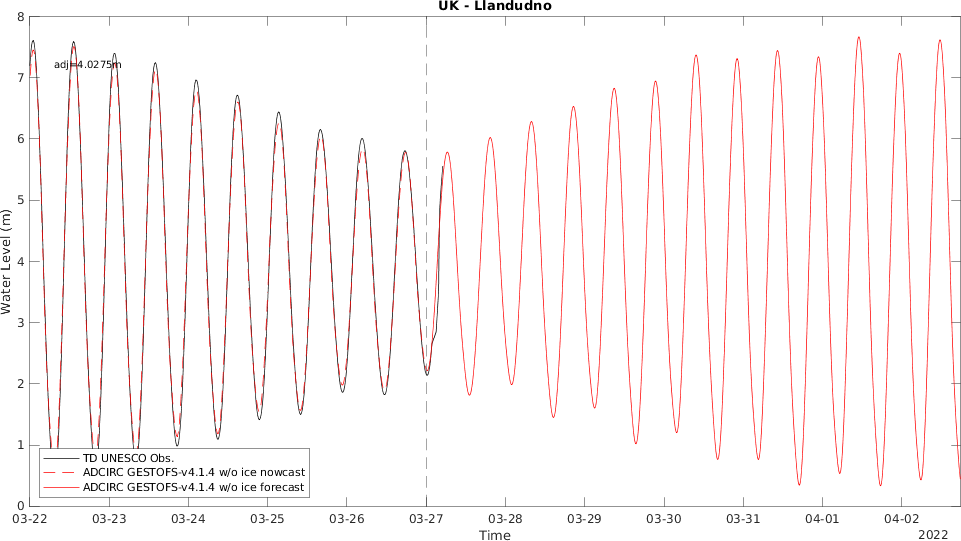 UK - Llandudno
8
7
6
5
4
3
2
1
0
Water Level (m)
adj=4.0275m
TD UNESCO Obs.
ADCIRC GESTOFS-v4.1.4 w/o ice nowcast
ADCIRC GESTOFS-v4.1.4 w/o ice forecast
03-22 03-23 03-24 03-25 03-26 03-27 03-28 03-29 03-30 03-31 04-01 04-02
Time
2022